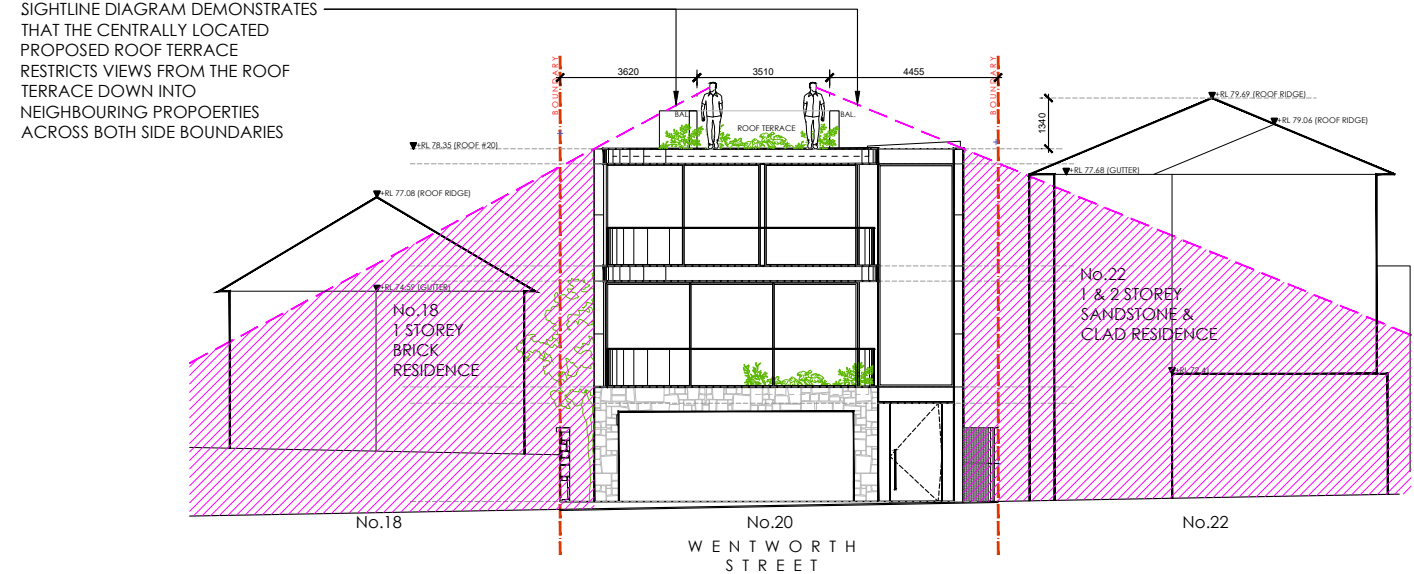 SIGHTLINE DIAGRAM DEMONSTRATES
THAT THE CENTRALLY LOCATED
PROPOSED ROOF TERRACE
RESTRICTS VIEWS FROM THE ROOF
TERRACE DOWN INTO
NEIGHBOURING PROPOERTIES
ACROSS BOTH SIDE BOUNDARIES
BOUNDARY
3620
3510
4455
BOUNDARY
BAL.
ROOF TERRACE
BAL.
1340
+RL 79.69 (ROOF RIDGE)
+RL 79.06 (ROOF RIDGE)
+RL 78.35 (ROOF #20)
+RL 77.68 (GUTTER)
+RL 77.08 (ROOF RIDGE)
+RL 74.59 (GUTTER)
No.18
1 STOREY
BRICK
RESIDENCE
No.22
1 & 2 STOREY
SANDSTONE &
CLAD RESIDENCE
No.18
No.20
No.22
WENTWORTH
STREET